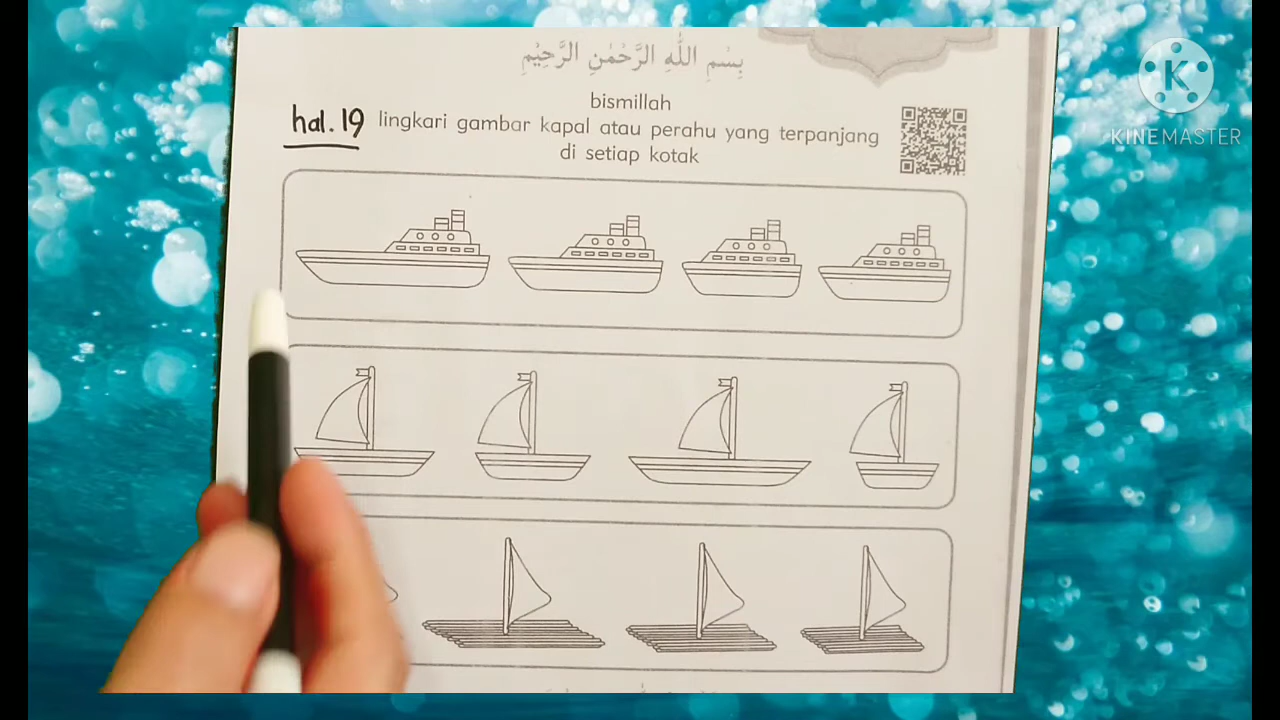 بِسْمِ اللّٰهِ الرَّحْمٰنِ الرَّحِيْمِ
bismillah
hal. 19 lingkari gambar kapal atau perahu yang terpanjang
di setiap kotak
K
KINEMASTER